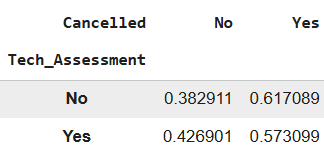 Cancelled No Yes
Tech_Assessment
No 0.382911 0.617089
Yes 0.426901 0.573099